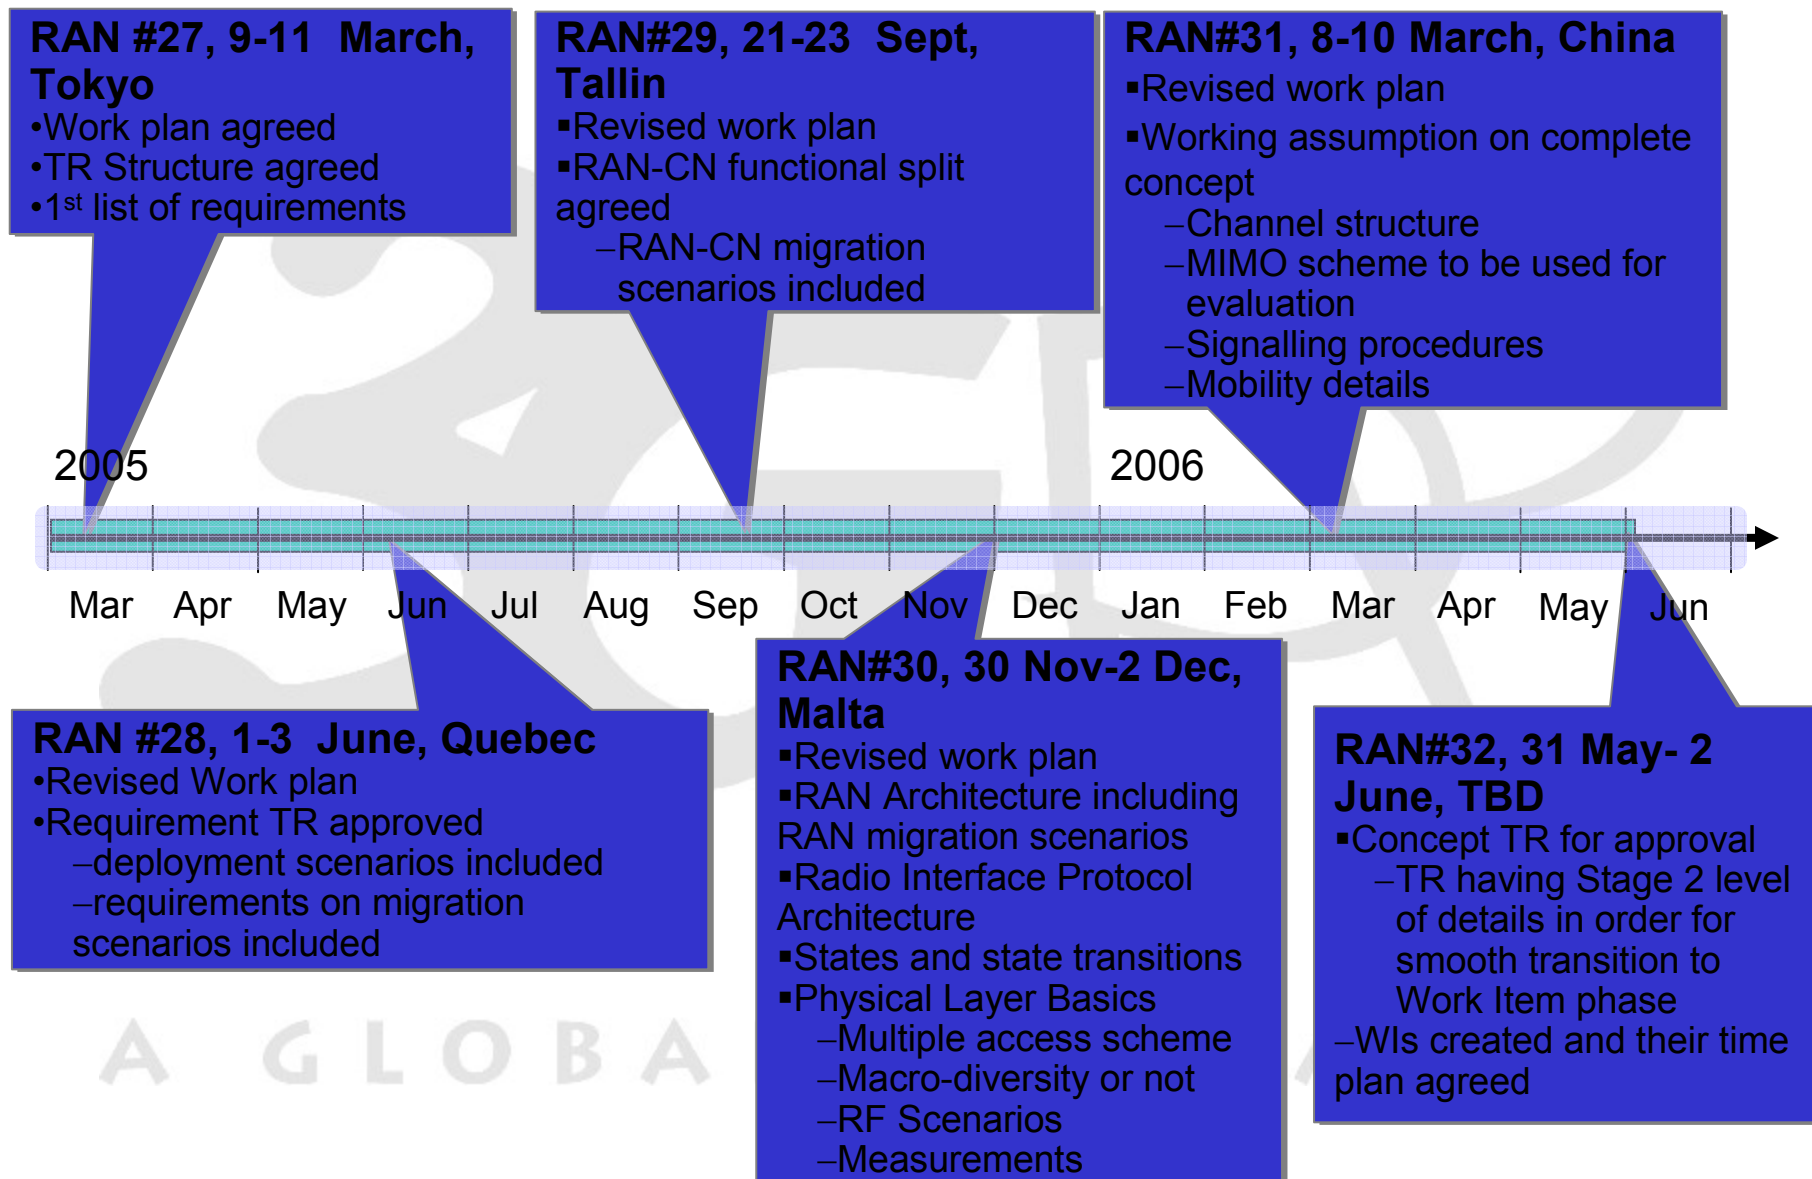 RAN #27, 9-11 March,
Tokyo
•Work plan agreed
•TR Structure agreed
•1st list of requirements
RAN#29, 21-23 Sept,
Tallin
▪Revised work plan
▪RAN-CN functional split
agreed
–RAN-CN migration
scenarios included
RAN#31, 8-10 March, China
▪Revised work plan
▪Working assumption on complete
concept
–Channel structure
–MIMO scheme to be used for
evaluation
–Signalling procedures
–Mobility details
2005
2006
Mar Apr May Jun Jul Aug Sep Oct Nov Dec Jan Feb Mar Apr May Jun
RAN #28, 1-3 June, Quebec
•Revised Work plan
•Requirement TR approved
–deployment scenarios included
–requirements on migration
scenarios included
RAN#30, 30 Nov-2 Dec,
Malta
▪Revised work plan
▪RAN Architecture including
RAN migration scenarios
▪Radio Interface Protocol
Architecture
▪States and state transitions
▪Physical Layer Basics
–Multiple access scheme
–Macro-diversity or not
–RF Scenarios
–Measurements
RAN#32, 31 May- 2
June, TBD
▪Concept TR for approval
–TR having Stage 2 level
of details in order for
smooth transition to
Work Item phase
–WIs created and their time
plan agreed
A GLOBA